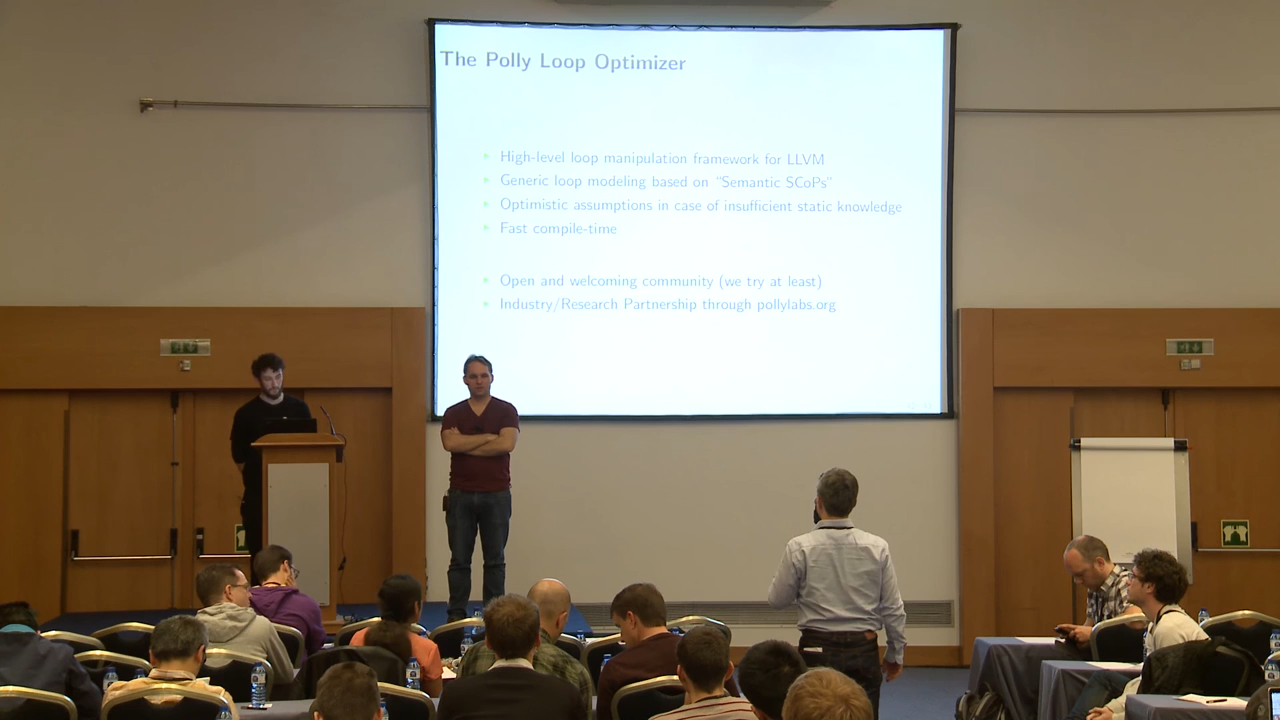 The Polly Loop Optimizer
High-level loop manipulation framework for LLVM
Generic loop modeling based on “Semantic SCoPs”
Optimistic assumptions in case of insufficient static knowledge
Fast compile-time
Open and welcoming community (we try at least)
Industry/Research Partnership through pollylabs.org